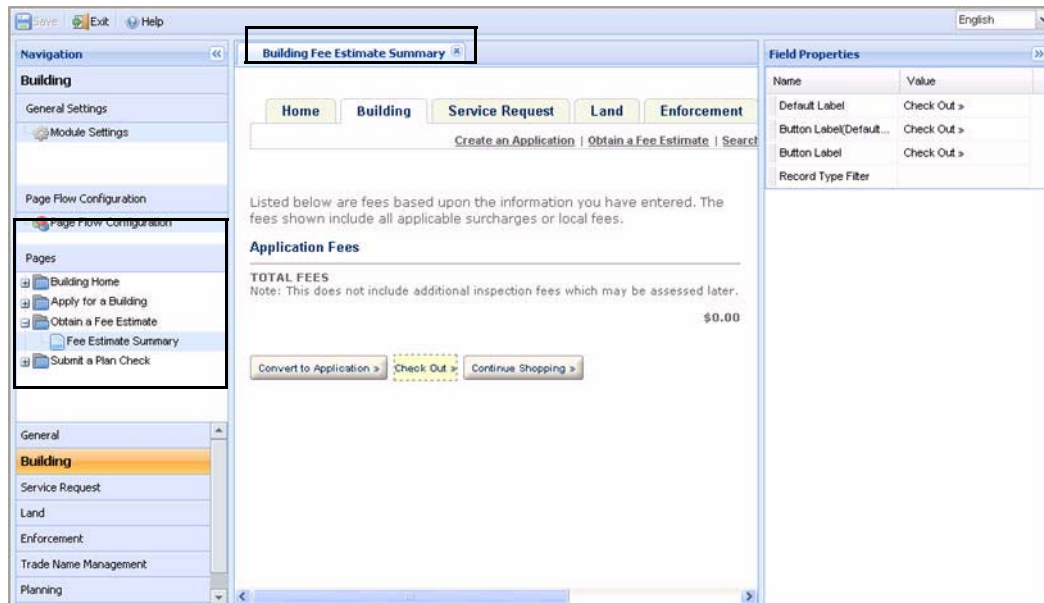 Save Exit Help English
Navigation
Building
General Settings
Module Settings
Page Flow Configuration
Page Flow Configuration
Pages
Building Home
Apply for a Building
Obtain a Fee Estimate
Fee Estimate Summary
Submit a Plan Check
General
Building
Service Request
Land
Enforcement
Trade Name Management
Planning
Building Fee Estimate Summary
Home Building Service Request Land Enforcement
Create an Application | Obtain a Fee Estimate | Search
Listed below are fees based upon the information you have entered. The
fees shown include all applicable surcharges or local fees.
Application Fees
TOTAL FEES
Note: This does not include additional inspection fees which may be assessed later.
$0.00
Convert to Application » Check Out » Continue Shopping »
Field Properties
Name Value
Default Label Check Out »
Button Label(Default... Check Out »
Button Label Check Out »
Record Type Filter